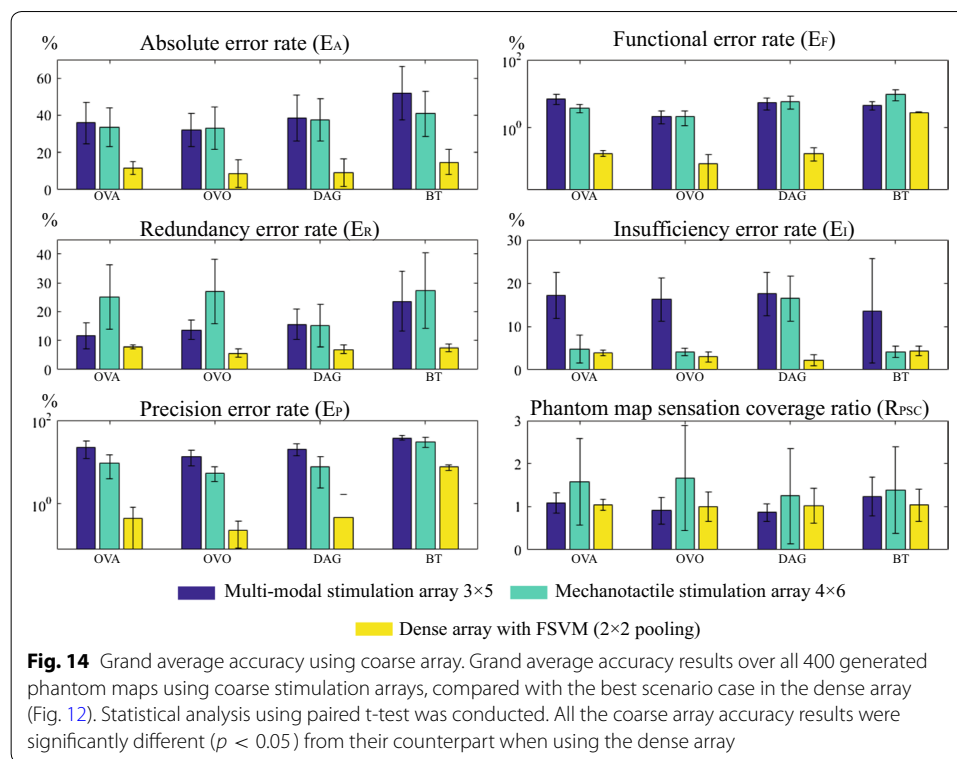 Absolute error rate (EA)
%
60
40
20
0
OVA OVO DAG BT
Functional error rate (EF)
%
10²
10⁰
OVA OVO DAG BT
Redundancy error rate (ER)
%
40
30
20
10
0
OVA OVO DAG BT
Insufficiency error rate (EI)
%
30
20
10
0
OVA OVO DAG BT
Precision error rate (EP)
%
10²
10⁰
OVA OVO DAG BT
Phantom map sensation coverage ratio (RPSC)
3
2
1
0
OVA OVO DAG BT
Multi-modal stimulation array 3×5
Mechanotactile stimulation array 4×6
Dense array with FSVM (2×2 pooling)
Fig. 14 Grand average accuracy using coarse array. Grand average accuracy results over all 400 generated
phantom maps using coarse stimulation arrays, compared with the best scenario case in the dense array
(Fig. 12). Statistical analysis using paired t-test was conducted. All the coarse array accuracy results were
significantly different (p < 0.05) from their counterpart when using the dense array